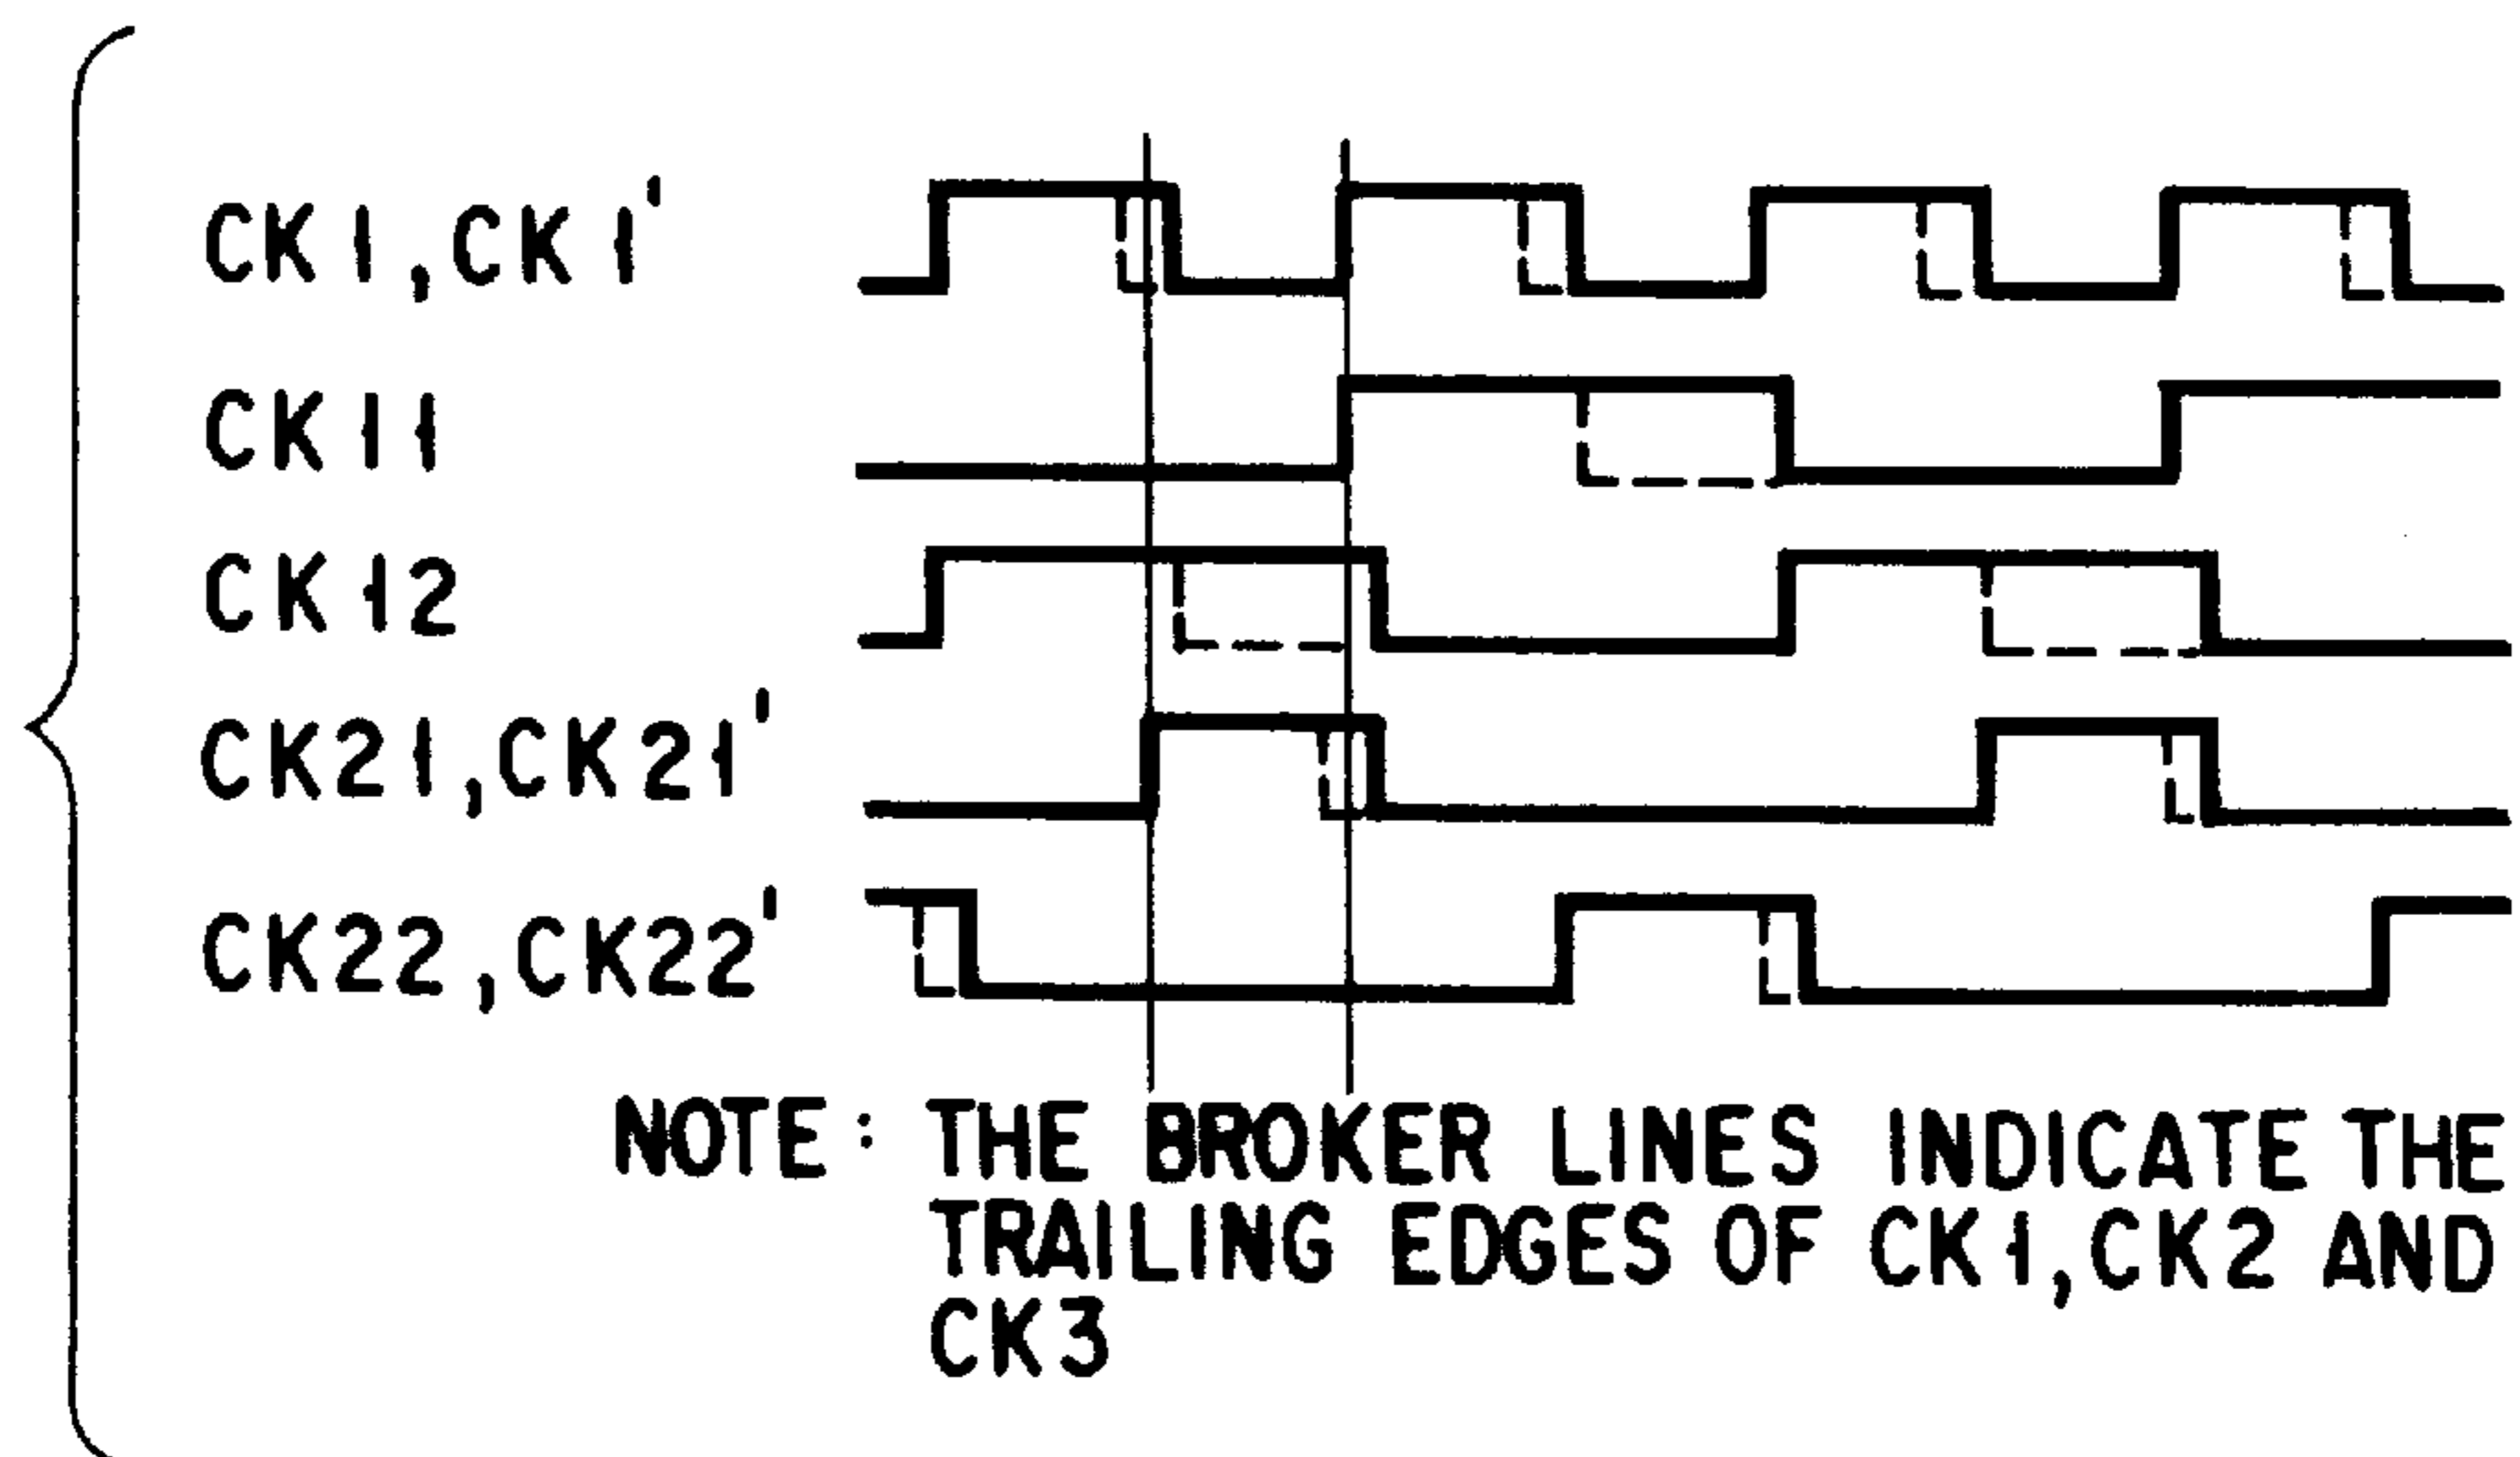 CK1,CK1'
CK11
CK12
CK21,CK21'
CK22,CK22'
NOTE: THE BROKER LINES INDICATE THE
TRAILING EDGES OF CK1,CK2 AND
CK3